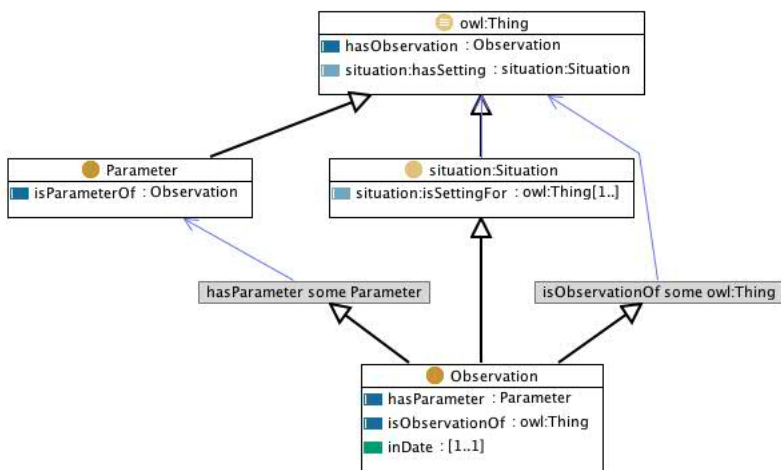 owl:Thing
hasObservation : Observation
situation:hasSetting : situation:Situation
Parameter
isParameterOf : Observation
situation:Situation
situation:isSettingFor : owl:Thing[1..]
hasParameter some Parameter
isObservationOf some owl:Thing
Observation
hasParameter : Parameter
isObservationOf : owl:Thing
inDate : [1..1]